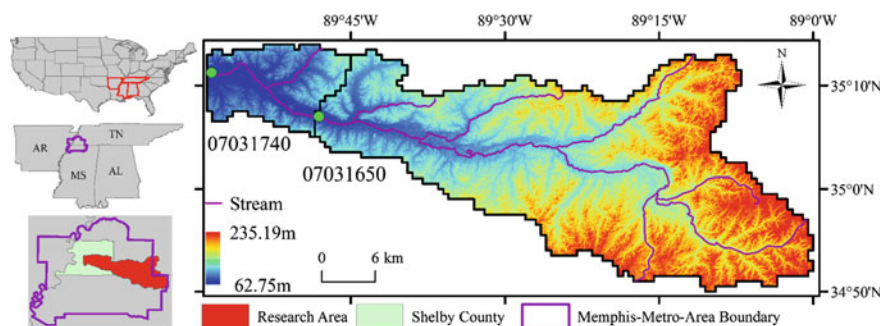 89°45'W 89°30'W 89°15'W 89°0'W
N
35°10'N
TN
AR
MS
AL
07031740
07031650
35°0'N
Stream
235.19m
0 6 km
62.75m
34°50'N
Research Area Shelby County Memphis-Metro-Area Boundary